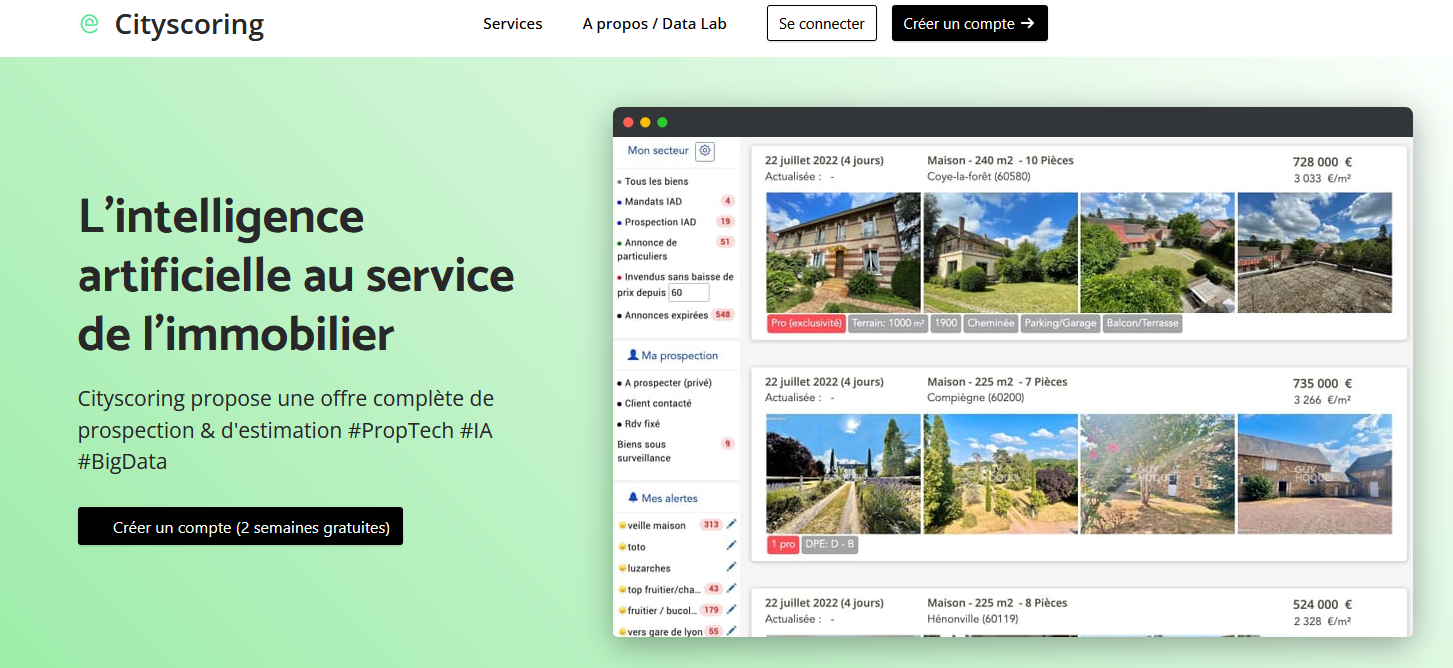 Cityscoring
Services
A propos / Data Lab
Se connecter
Créer un compte →
L'intelligence
artificielle au service
de l'immobilier
Cityscoring propose une offre complète de
prospection & d'estimation #PropTech #IA
#BigData
Créer un compte (2 semaines gratuites)
Mon secteur
Tous les biens
Mandats IAD 4
Prospection IAD 19
Annonce de 51
particuliers
Invendus sans baisse de
prix depuis 60
Annonces expirées 548
Ma prospection
A prospecter (privé)
Client contacté
Rdv fixé
Biens sous 9
surveillance
Mes alertes
veille maison 313
toto
luzarches
top fruitier/cha... 43
fruitier / bucol... 179
vers gare de lyon 55
22 juillet 2022 (4 jours) Maison - 240 m2 - 10 Pièces 728 000 €
Actualisée : - Coye-la-forêt (60580) 3 033 €/m²
Pro (exclusivité) Terrain: 1000 m² 1900 Cheminée Parking/Garage Balcon/Terrasse
22 juillet 2022 (4 jours) Maison - 225 m2 - 7 Pièces 735 000 €
Actualisée : - Compiègne (60200) 3 266 €/m²
GUY
HOQUET
GUY
HOQUET
1 pro DPE: D - B
22 juillet 2022 (4 jours) Maison - 225 m2 - 8 Pièces 524 000 €
Actualisée : - Hénonville (60119) 2 328 €/m²